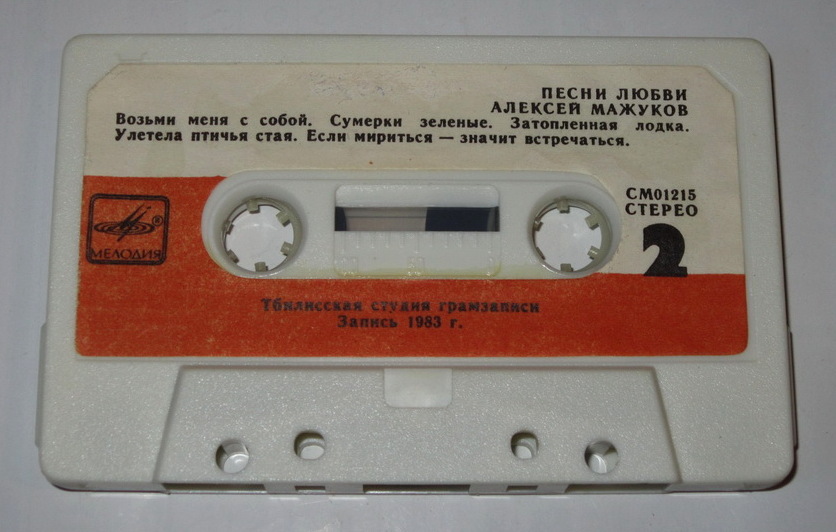 ПЕСНИ ЛЮБВИ
АЛЕКСЕЙ МАЖУКОВ
Возьми меня с собой. Сумерки зеленые. Затопленная лодка.
Улетела птичья стая. Если мириться — значит встречаться.
СМ01215
СТЕРЕО
2
®
МЕЛОДИЯ
Тбилисская студия грамзаписи
Запись 1983 г.